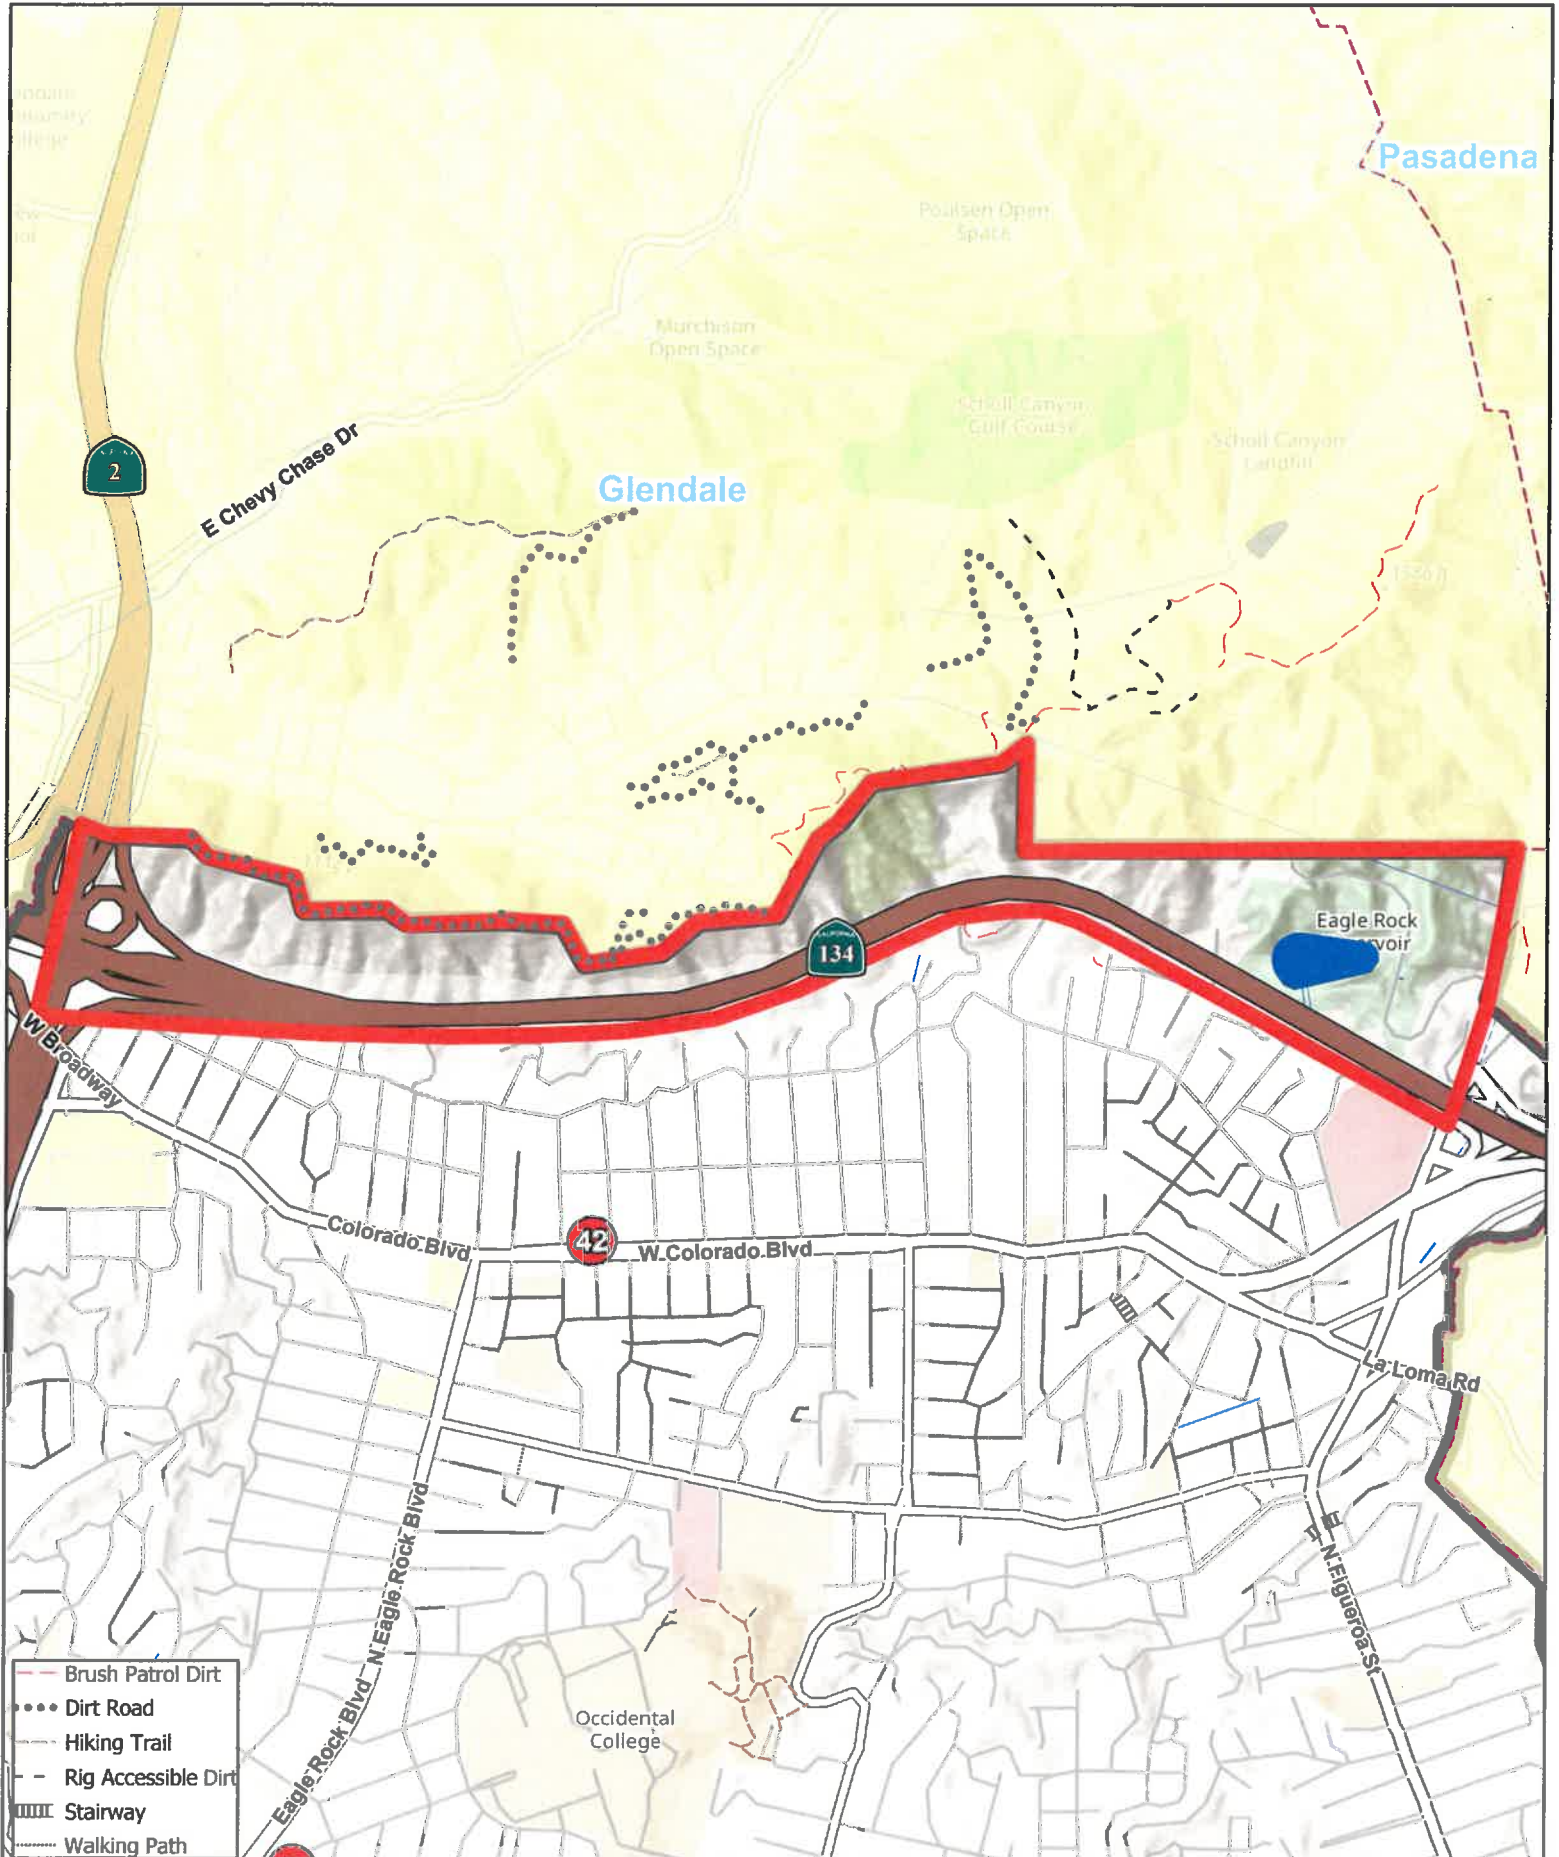 Pasadena
Poulsen Open
Space
Murchison
Open Space
Scholl Canyon
Golf Course
Scholl Canyon
Landfill
2
E Chevy Chase Dr
Glendale
Eagle Rock
CALIFORNIA
134
W Broadway
42
Colorado Blvd
W Colorado Blvd
La Loma Rd
N Eagle Rock Blvd
N Figueroa St
Eagle Rock Blvd
Occidental
College
Brush Patrol Dirt
Dirt Road
Hiking Trail
Rig Accessible Dirt
Stairway
Walking Path